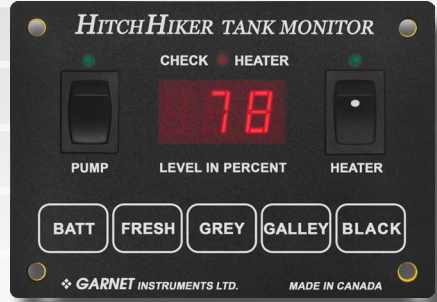 HITCHHIKER TANK MONITOR
CHECK HEATER
78
PUMP
LEVEL IN PERCENT
HEATER
BATT FRESH GREY GALLEY BLACK
❖ GARNET INSTRUMENTS LTD. MADE IN CANADA